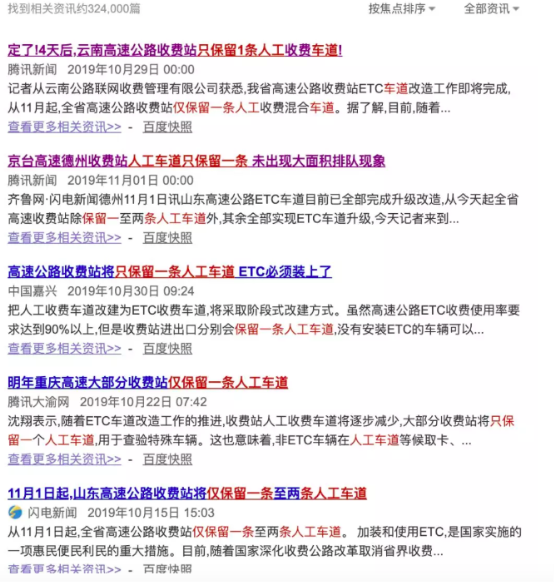 找到相关资讯约324,000篇 按焦点排序 全部资讯
定了!4天后,云南高速公路收费站只保留1条人工收费车道!
腾讯新闻 2019年10月29日 00:00
记者从云南公路联网收费管理有限公司获悉,我省高速公路收费站ETC车道改造工作即将完成,
从11月起,全省高速公路收费站仅保留一条人工收费混合车道。据了解,目前,随着...
查看更多相关资讯>> - 百度快照
京台高速德州收费站人工车道只保留一条 未出现大面积排队现象
腾讯新闻 2019年11月01日 00:00
齐鲁网·闪电新闻德州11月1日讯山东高速公路ETC车道目前已全部完成升级改造,从今天起全省
高速收费站除保留一至两条人工车道外,其余全部实现ETC车道升级,今天记者来到...
查看更多相关资讯>> - 百度快照
高速公路收费站将只保留一条人工车道 ETC必须装上了
中国嘉兴 2019年10月30日 09:24
把人工收费车道改建为ETC收费车道,将采取阶段式改建方式。虽然高速公路ETC收费使用率要
求达到90%以上,但是收费站进出口分别会保留一条人工车道,没有安装ETC的车辆可以...
查看更多相关资讯>> - 百度快照
明年重庆高速大部分收费站仅保留一条人工车道
腾讯大渝网 2019年10月22日 07:42
沈翔表示,随着ETC车道改造工作的推进,收费站人工收费车道将逐步减少,大部分收费站将只保
留一个人工车道,用于查验特殊车辆。这也意味着,非ETC车辆在人工车道等候取卡、...
查看更多相关资讯>> - 百度快照
11月1日起,山东高速公路收费站将仅保留一条至两条人工车道
闪电新闻 2019年10月15日 15:03
从11月1日起,全省高速公路收费站仅保留一条至两条人工车道。 加装和使用ETC,是国家实施的
一项惠民便民利民的重大措施。目前,随着国家深化收费公路改革取消省界收费...
查看更多相关资讯>> - 百度快照